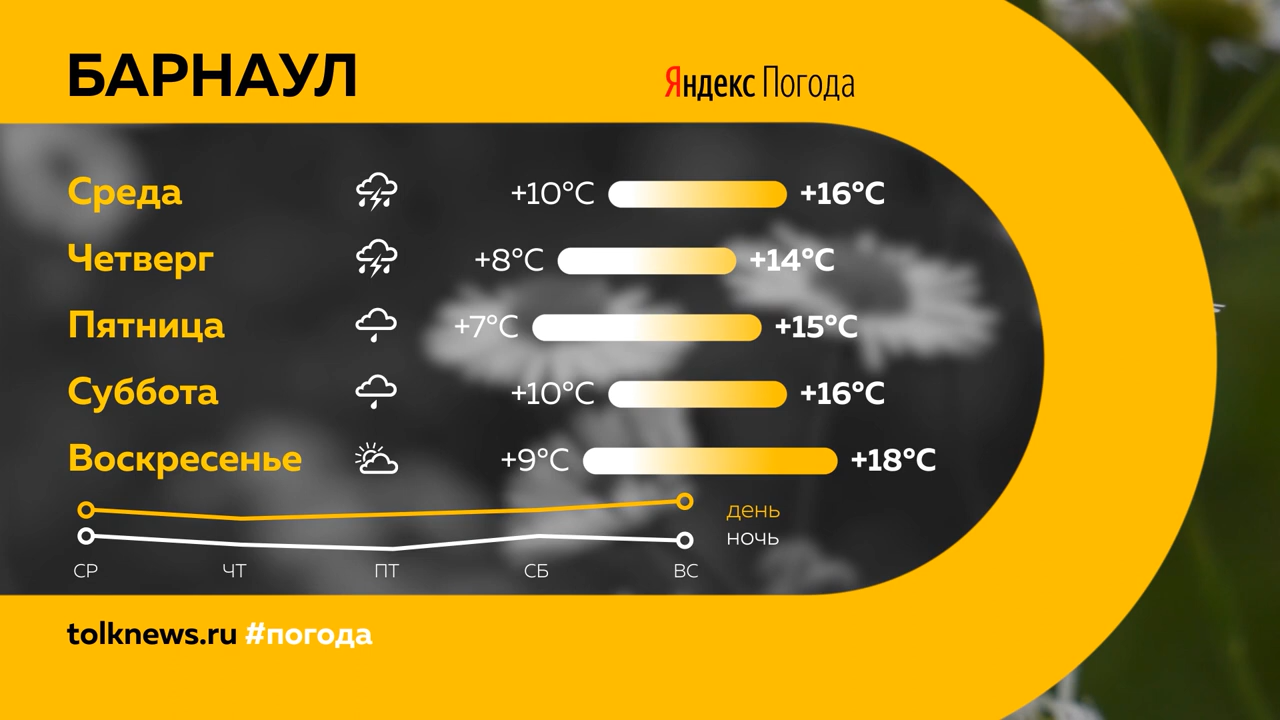 БАРНАУЛ
Яндекс Погода
Среда +10°C +16°C
Четверг +8°C +14°C
Пятница +7°C +15°C
Суббота +10°C +16°C
Воскресенье +9°C +18°C
день
ночь
СР ЧТ ПТ СБ ВС
tolknews.ru #погода